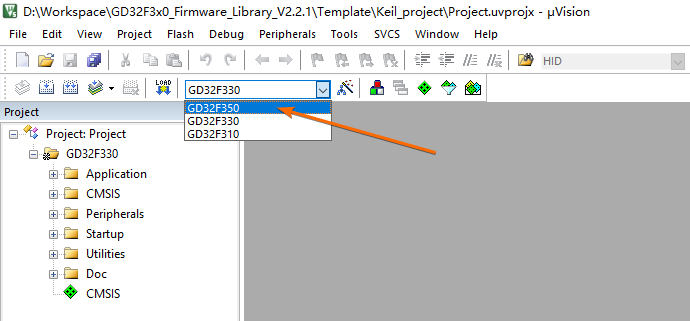 D:\Workspace\GD32F3x0_Firmware_Library_V2.2.1\Template\Keil_project\Project.uvprojx - µVision
File Edit View Project Flash Debug Peripherals Tools SVCS Window Help
HID
LOAD GD32F330
GD32F350
GD32F330
GD32F310
Project
Project: Project
GD32F330
Application
CMSIS
Peripherals
Startup
Utilities
Doc
CMSIS